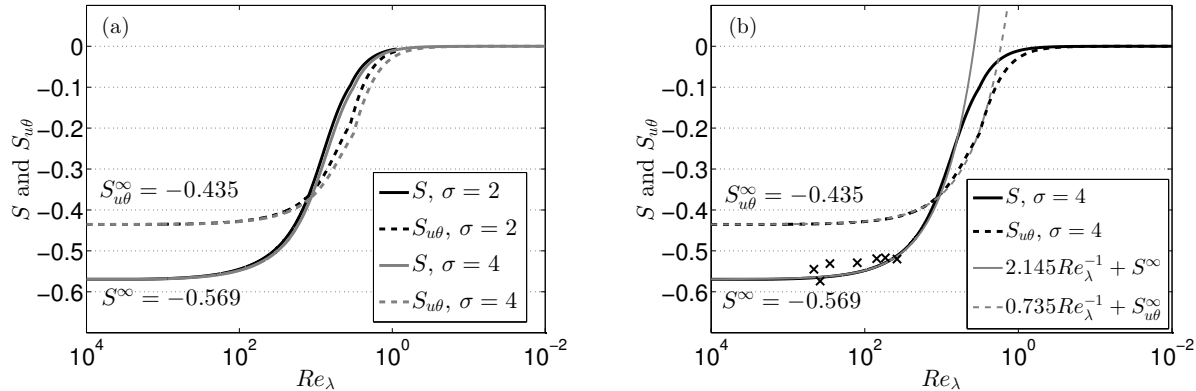 (a)
0
−0.1
−0.2
−0.3
−0.4
−0.5
−0.6
S and S_{uθ}
S_{uθ}^∞ = −0.435
S^∞ = −0.569
S, σ = 2
S_{uθ}, σ = 2
S, σ = 4
S_{uθ}, σ = 4
10^4 10^2 10^0 10^{−2}
Re_λ
(b)
0
−0.1
−0.2
−0.3
−0.4
−0.5
−0.6
S and S_{uθ}
S_{uθ}^∞ = −0.435
S^∞ = −0.569
S, σ = 4
S_{uθ}, σ = 4
2.145Re_λ^{−1} + S^∞
0.735Re_λ^{−1} + S_{uθ}^∞
10^4 10^2 10^0 10^{−2}
Re_λ